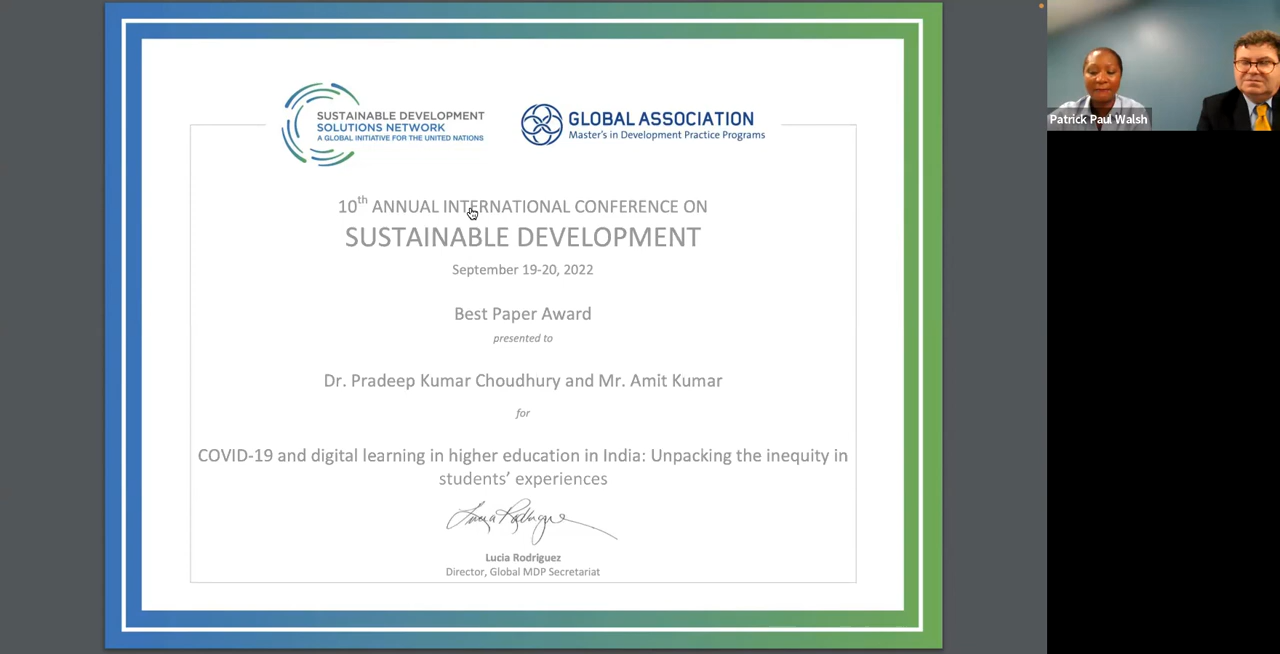 SUSTAINABLE DEVELOPMENT
SOLUTIONS NETWORK
A GLOBAL INITIATIVE FOR THE UNITED NATIONS
GLOBAL ASSOCIATION
Master's in Development Practice Programs
10th ANNUAL INTERNATIONAL CONFERENCE ON
SUSTAINABLE DEVELOPMENT
September 19-20, 2022
Best Paper Award
presented to
Dr. Pradeep Kumar Choudhury and Mr. Amit Kumar
for
COVID-19 and digital learning in higher education in India: Unpacking the inequity in
students' experiences
Lucia Rodriguez
Lucia Rodriguez
Director, Global MDP Secretariat
Patrick Paul Walsh